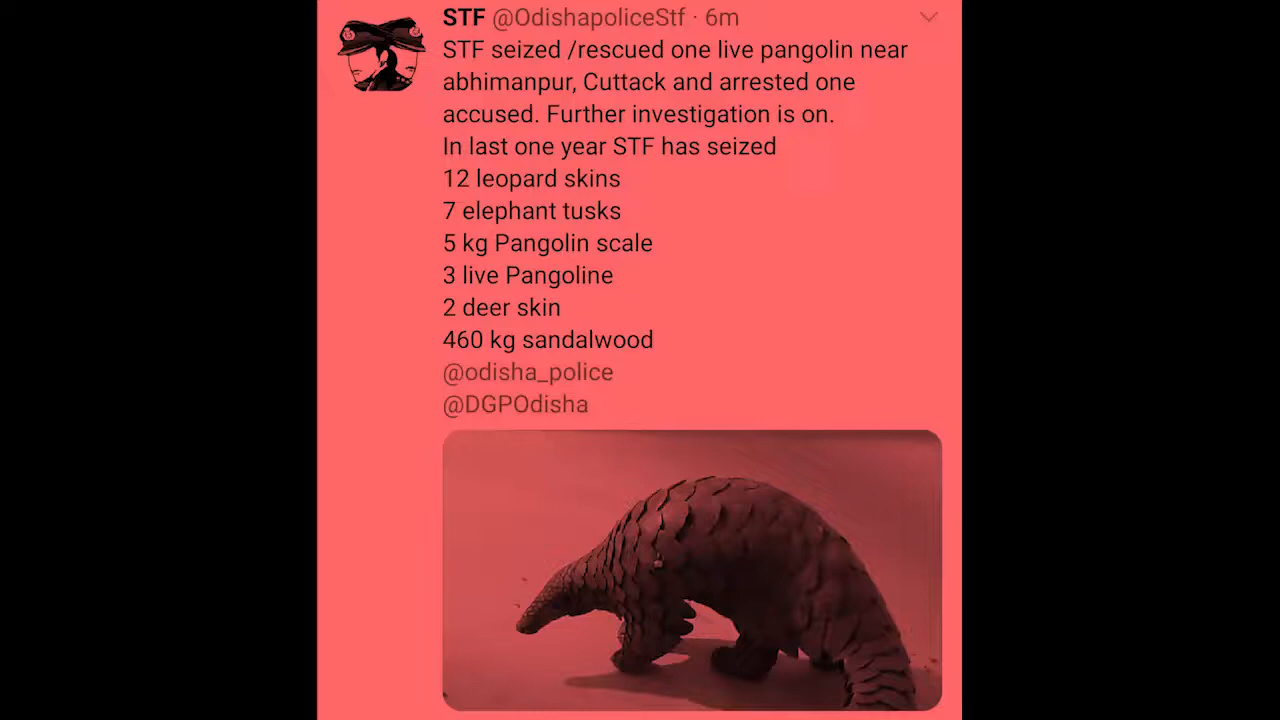 STF @OdishapoliceStf · 6m
STF seized /rescued one live pangolin near
abhimanpur, Cuttack and arrested one
accused. Further investigation is on.
In last one year STF has seized
12 leopard skins
7 elephant tusks
5 kg Pangolin scale
3 live Pangoline
2 deer skin
460 kg sandalwood
@odisha_police
@DGPOdisha